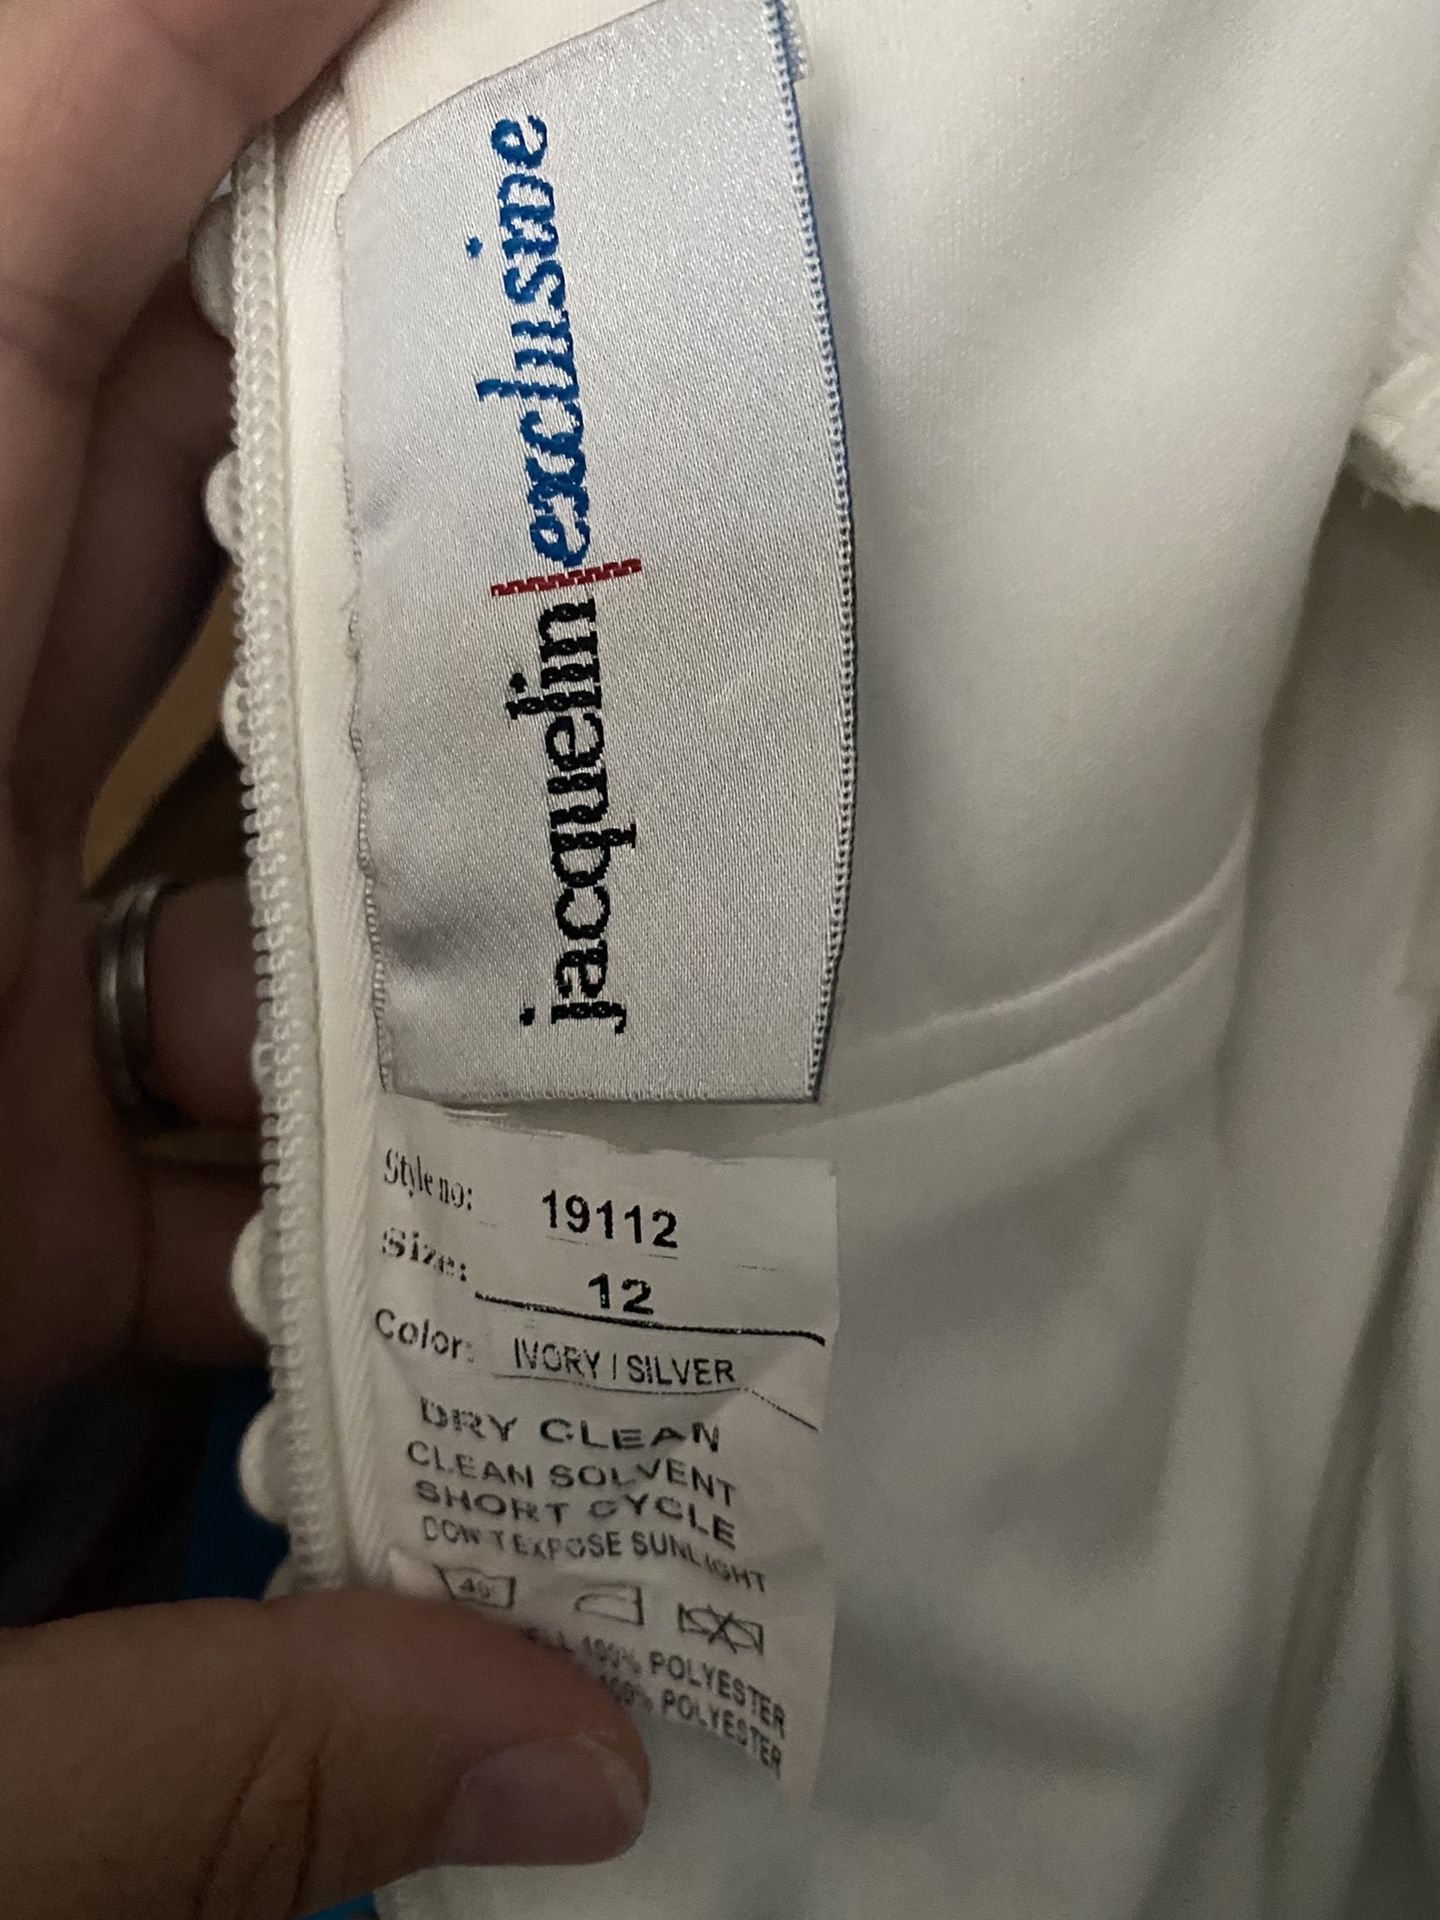 jacquelin|exclusive
Style no: 19112
Size: 12
Color: IVORY / SILVER
DRY CLEAN
CLEAN SOLVENT
SHORT CYCLE
DON'T EXPOSE SUNLIGHT
40
100% POLYESTER
100% POLYESTER